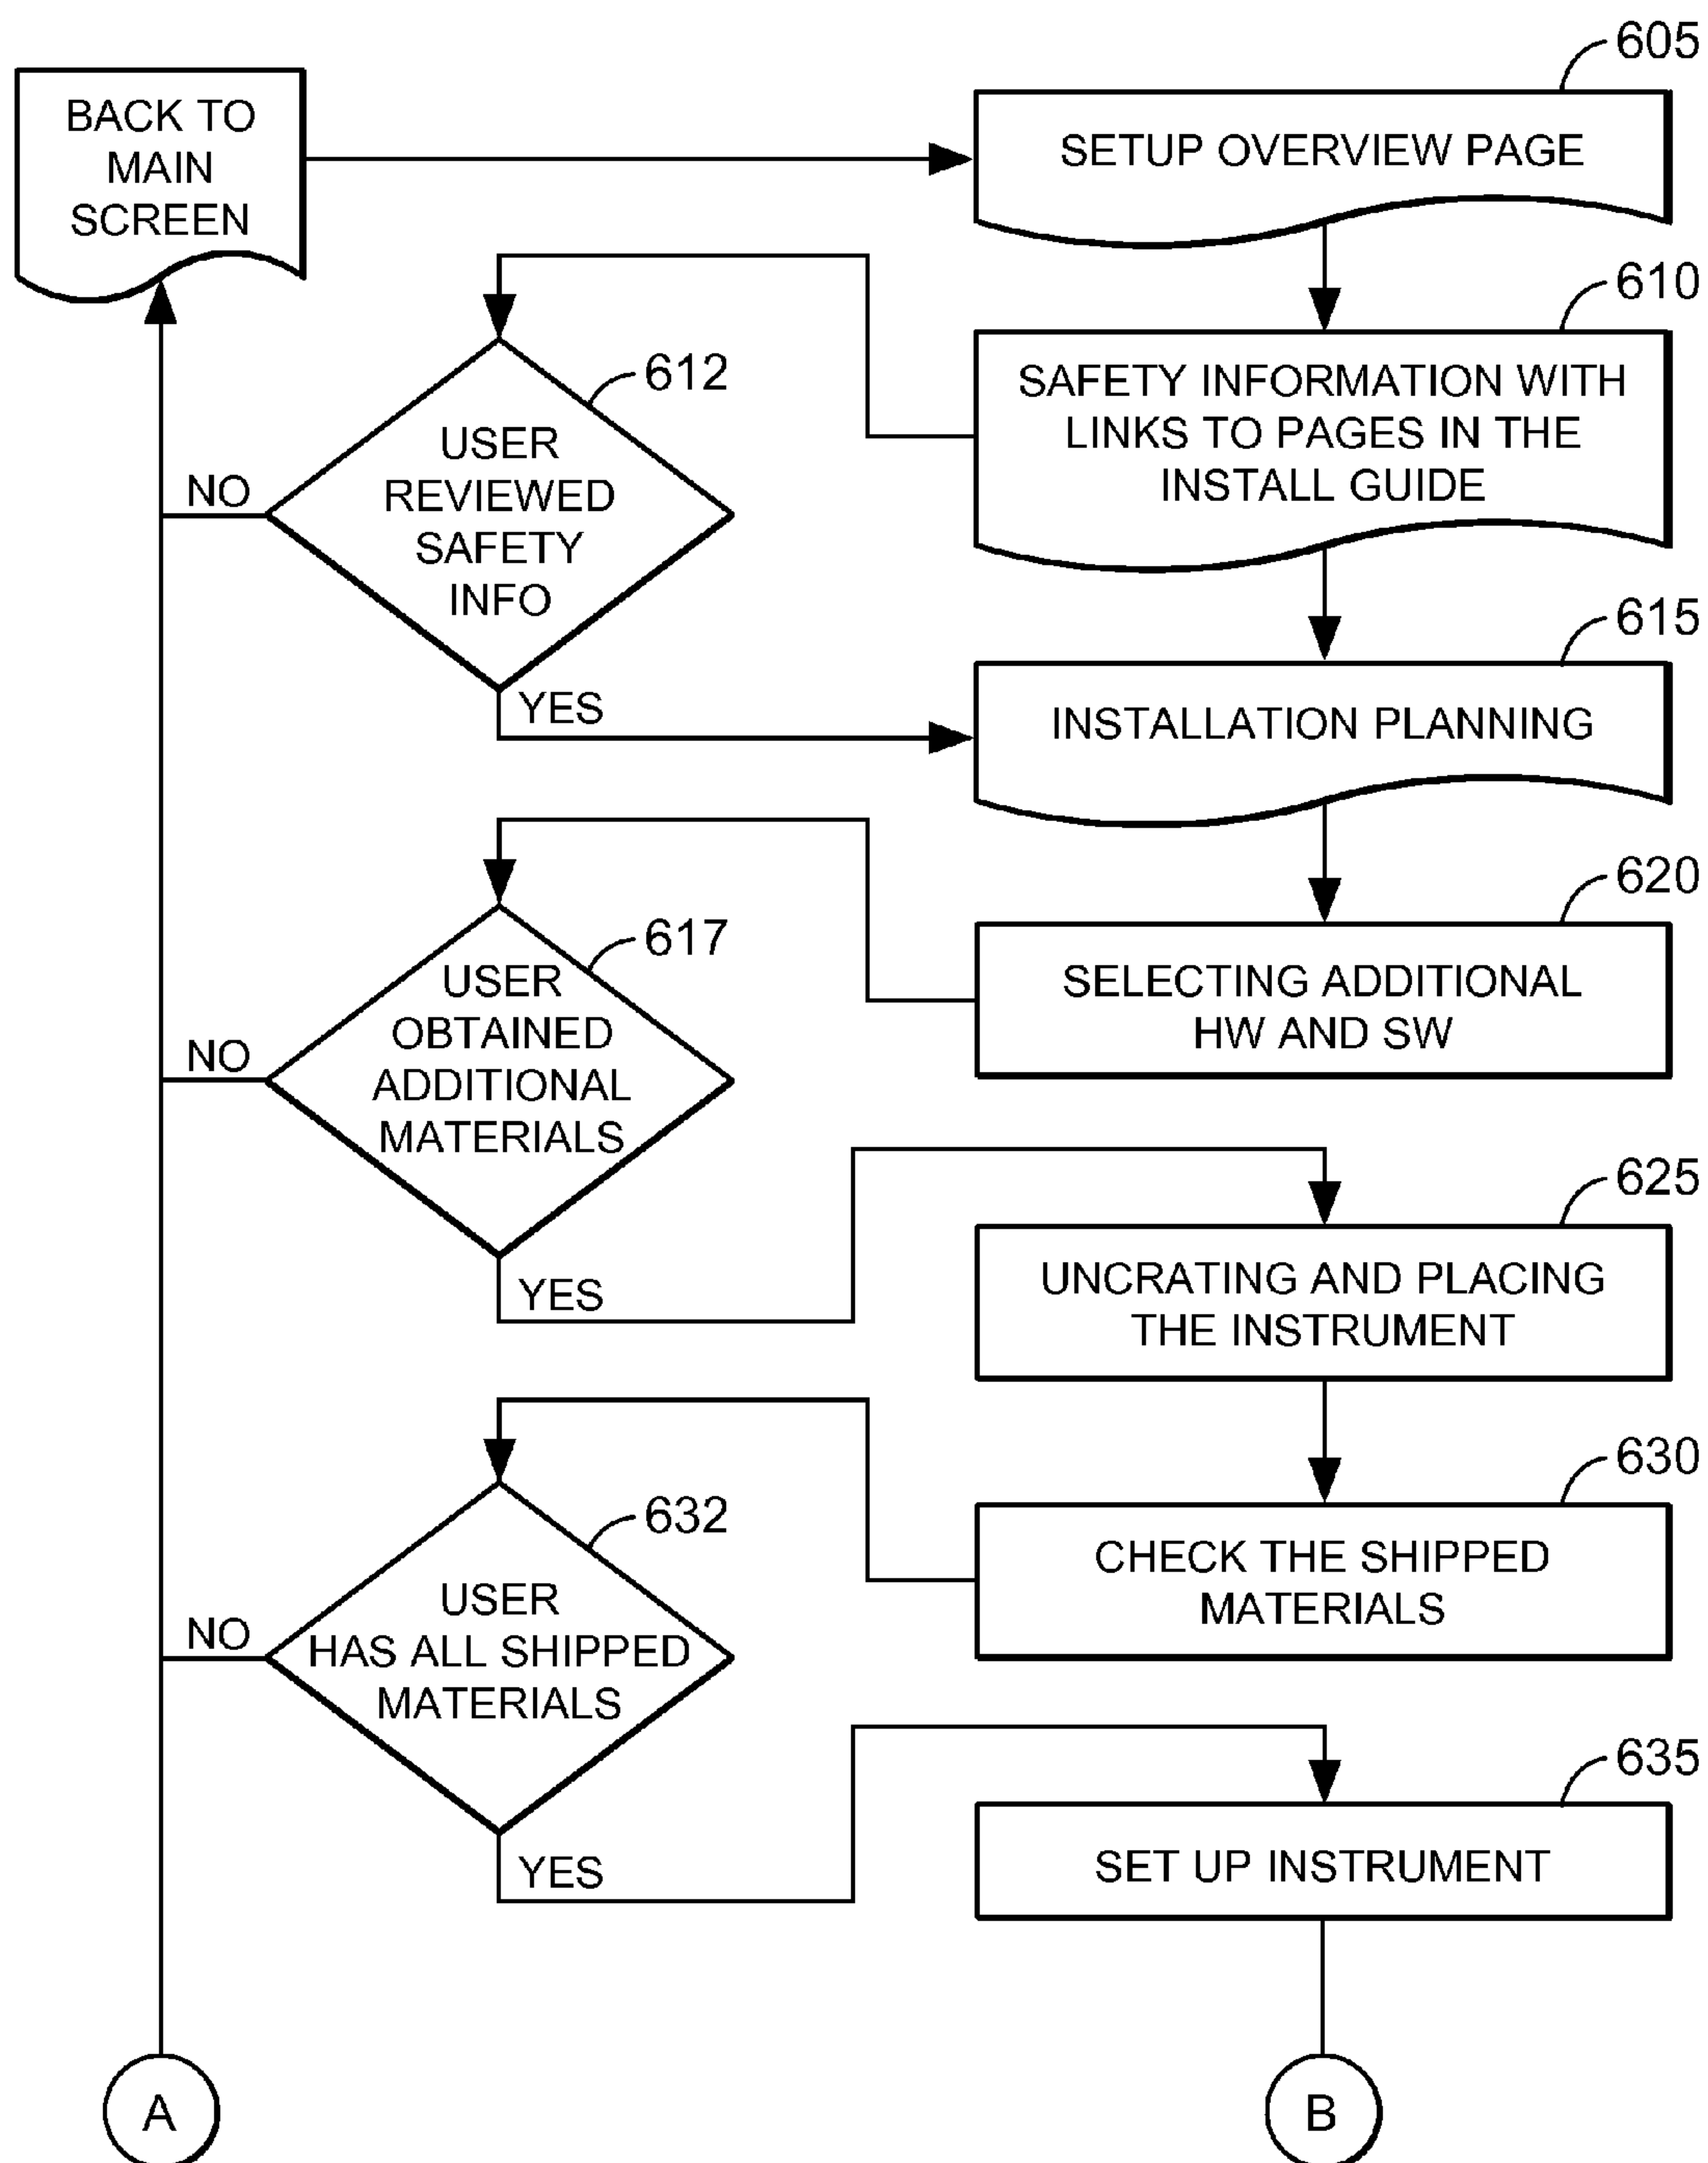 605
BACK TO
MAIN
SCREEN
SETUP OVERVIEW PAGE
610
612
SAFETY INFORMATION WITH
LINKS TO PAGES IN THE
INSTALL GUIDE
USER
REVIEWED
SAFETY
INFO
NO
YES
615
INSTALLATION PLANNING
620
617
SELECTING ADDITIONAL
HW AND SW
USER
OBTAINED
ADDITIONAL
MATERIALS
NO
YES
625
UNCRATING AND PLACING
THE INSTRUMENT
630
632
CHECK THE SHIPPED
MATERIALS
USER
HAS ALL SHIPPED
MATERIALS
NO
YES
635
SET UP INSTRUMENT
A
B